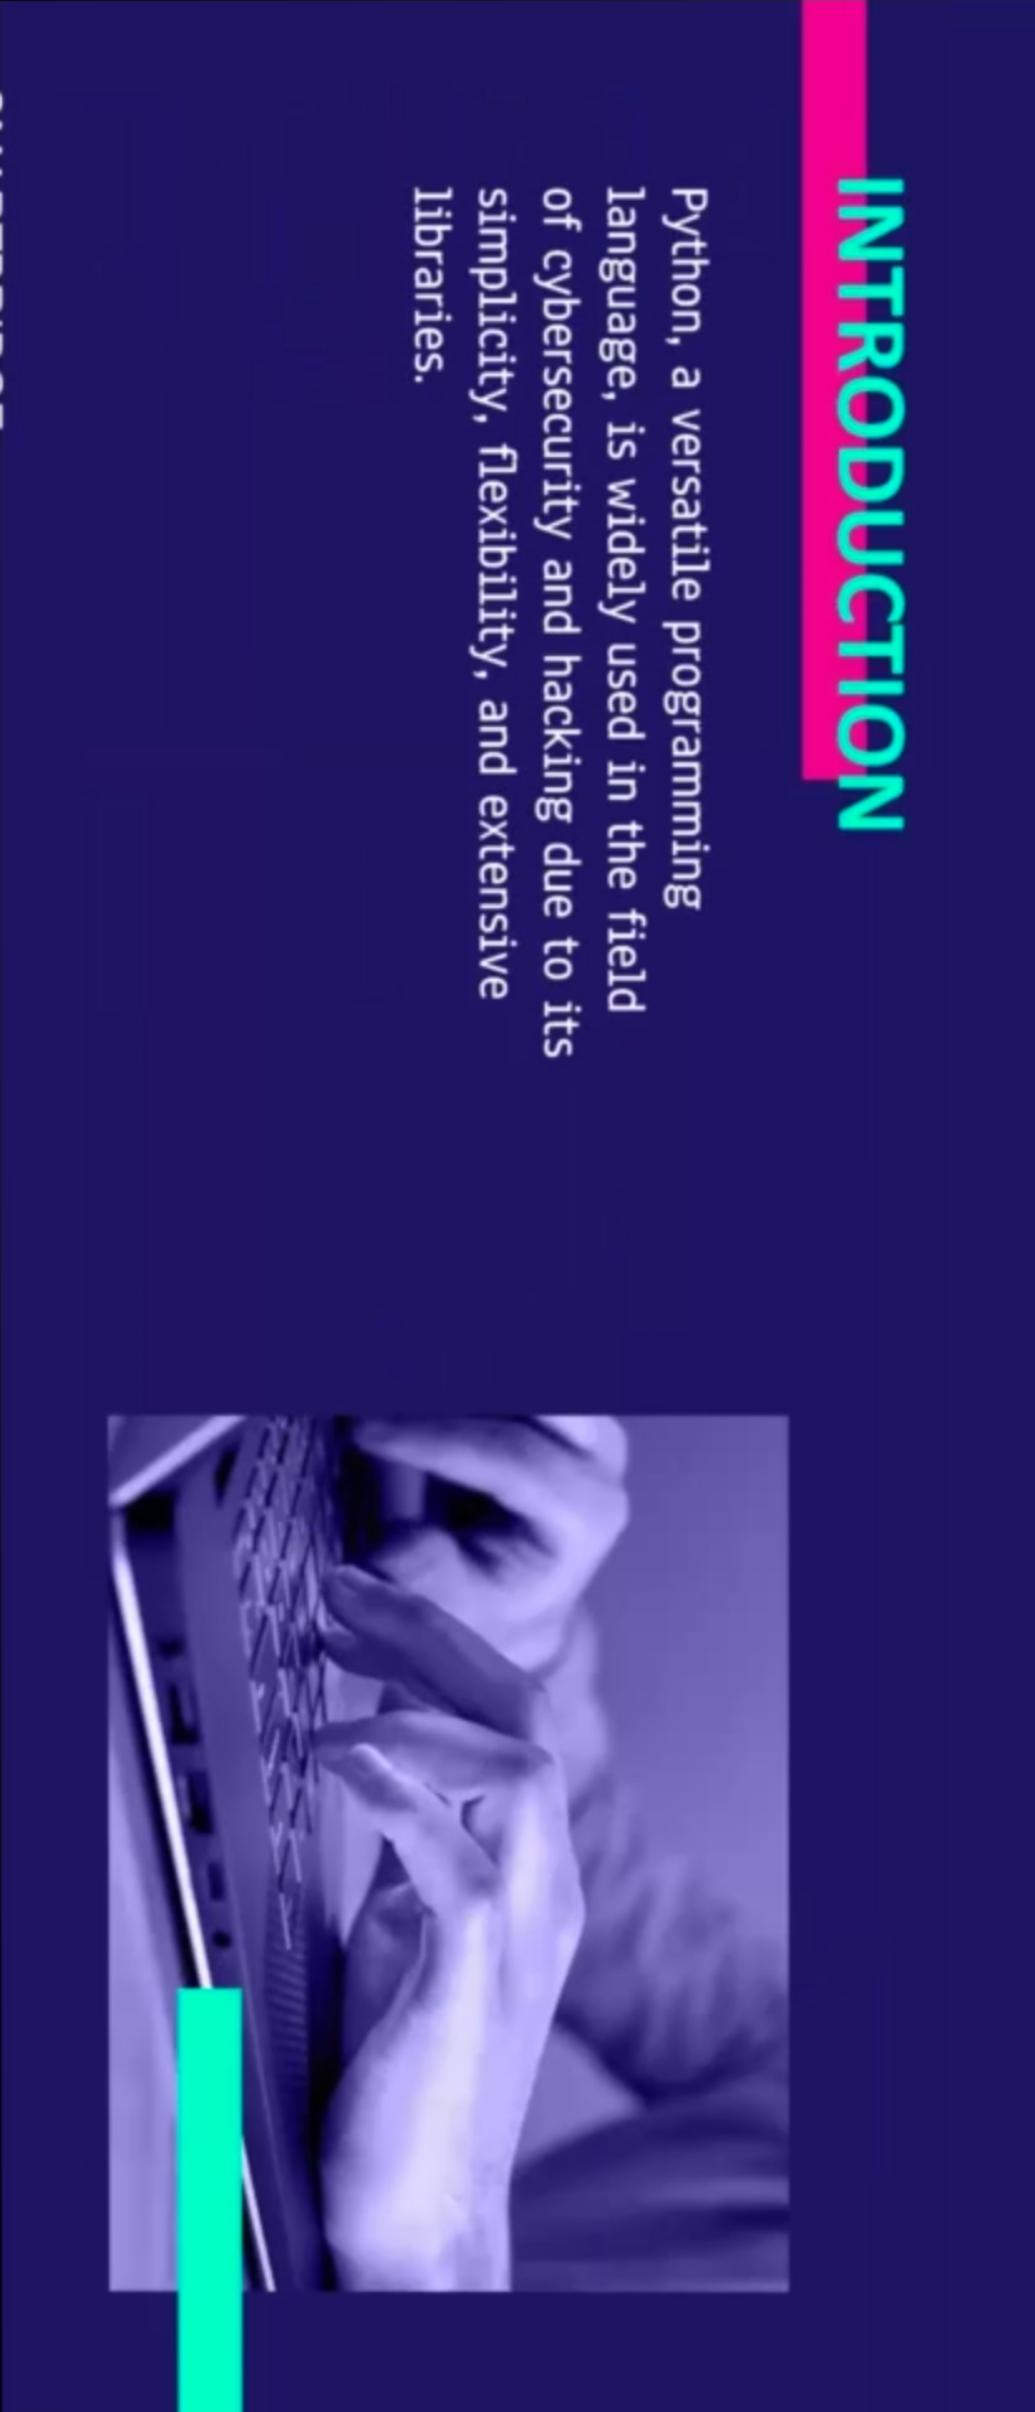 INTRODUCTION
Python, a versatile programming
language, is widely used in the field
of cybersecurity and hacking due to its
simplicity, flexibility, and extensive
libraries.